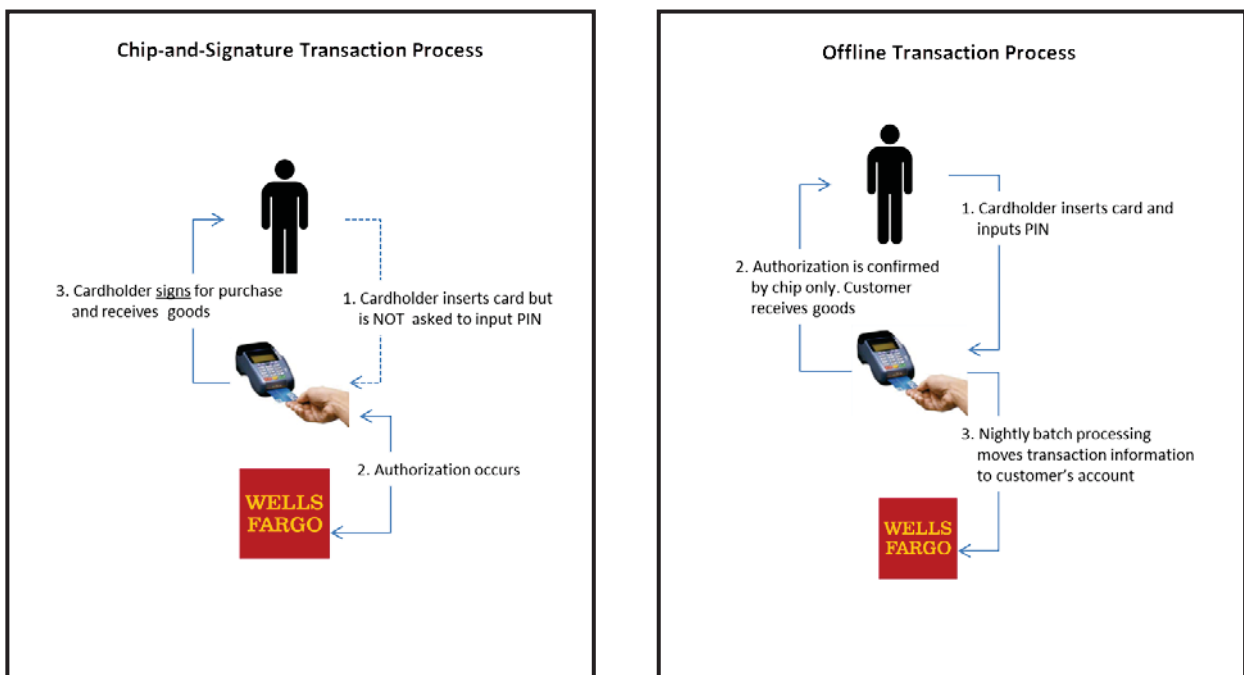 Chip-and-Signature Transaction Process
3. Cardholder signs for purchase
and receives goods
1. Cardholder inserts card but
is NOT asked to input PIN
2. Authorization occurs
WELLS
FARGO
Offline Transaction Process
1. Cardholder inserts card and
inputs PIN
2. Authorization is confirmed
by chip only. Customer
receives goods
3. Nightly batch processing
moves transaction information
to customer's account
WELLS
FARGO